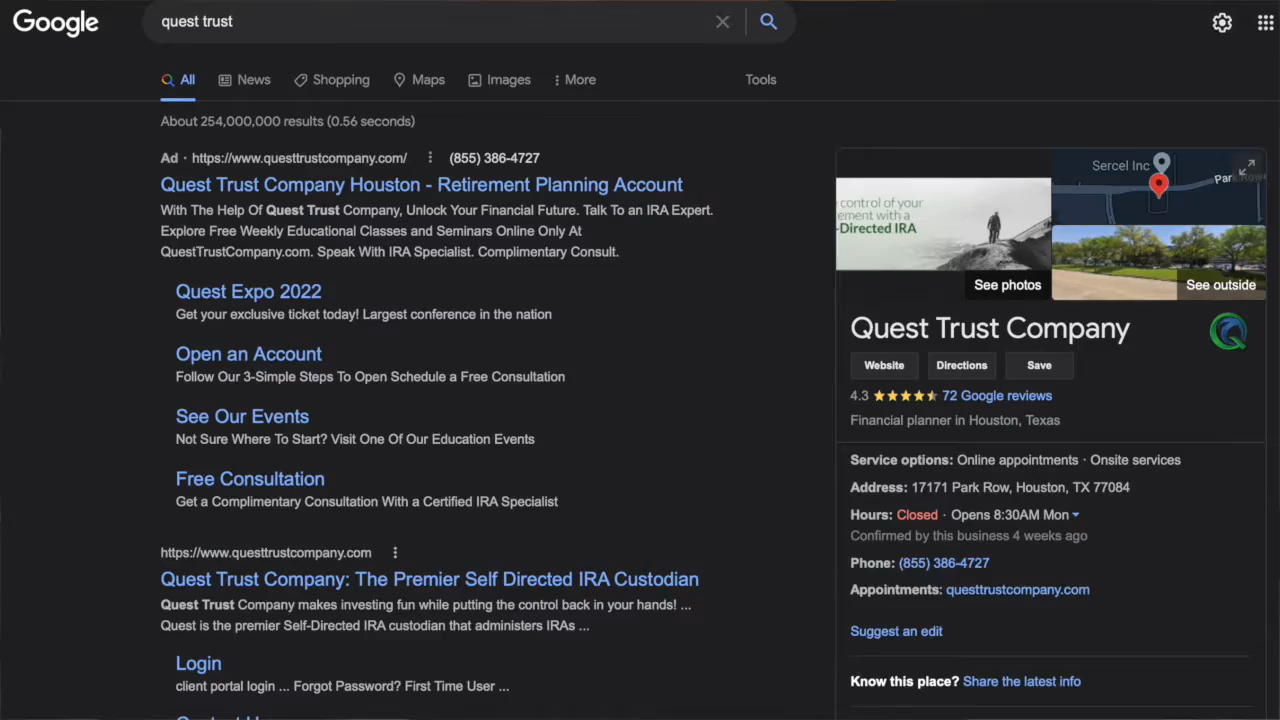 Google
quest trust
All
News
Shopping
Maps
Images
More
Tools
About 254,000,000 results (0.56 seconds)
Ad · https://www.questtrustcompany.com/
(855) 386-4727
Quest Trust Company Houston - Retirement Planning Account
With The Help Of Quest Trust Company, Unlock Your Financial Future. Talk To an IRA Expert.
Explore Free Weekly Educational Classes and Seminars Online Only At
QuestTrustCompany.com. Speak With IRA Specialist. Complimentary Consult.
Quest Expo 2022
Get your exclusive ticket today! Largest conference in the nation
Open an Account
Follow Our 3-Simple Steps To Open Schedule a Free Consultation
See Our Events
Not Sure Where To Start? Visit One Of Our Education Events
Free Consultation
Get a Complimentary Consultation With a Certified IRA Specialist
https://www.questtrustcompany.com
Quest Trust Company: The Premier Self Directed IRA Custodian
Quest Trust Company makes investing fun while putting the control back in your hands! ...
Quest is the premier Self-Directed IRA custodian that administers IRAs ...
Login
client portal login ... Forgot Password? First Time User ...
control of your
ement with a
-Directed IRA
See photos
Sercel Inc
Park Row
See outside
Quest Trust Company
Website
Directions
Save
4.3
72 Google reviews
Financial planner in Houston, Texas
Service options: Online appointments · Onsite services
Address: 17171 Park Row, Houston, TX 77084
Hours: Closed · Opens 8:30AM Mon
Confirmed by this business 4 weeks ago
Phone: (855) 386-4727
Appointments: questtrustcompany.com
Suggest an edit
Know this place? Share the latest info